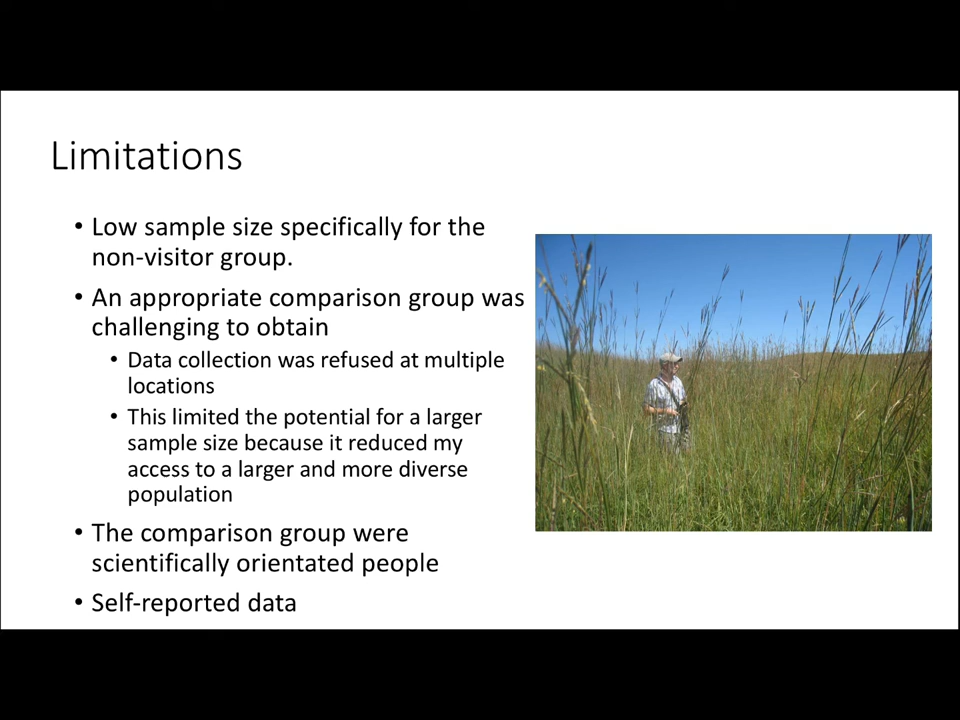 Limitations
• Low sample size specifically for the
non-visitor group.
• An appropriate comparison group was
challenging to obtain
• Data collection was refused at multiple
locations
• This limited the potential for a larger
sample size because it reduced my
access to a larger and more diverse
population
• The comparison group were
scientifically orientated people
• Self-reported data